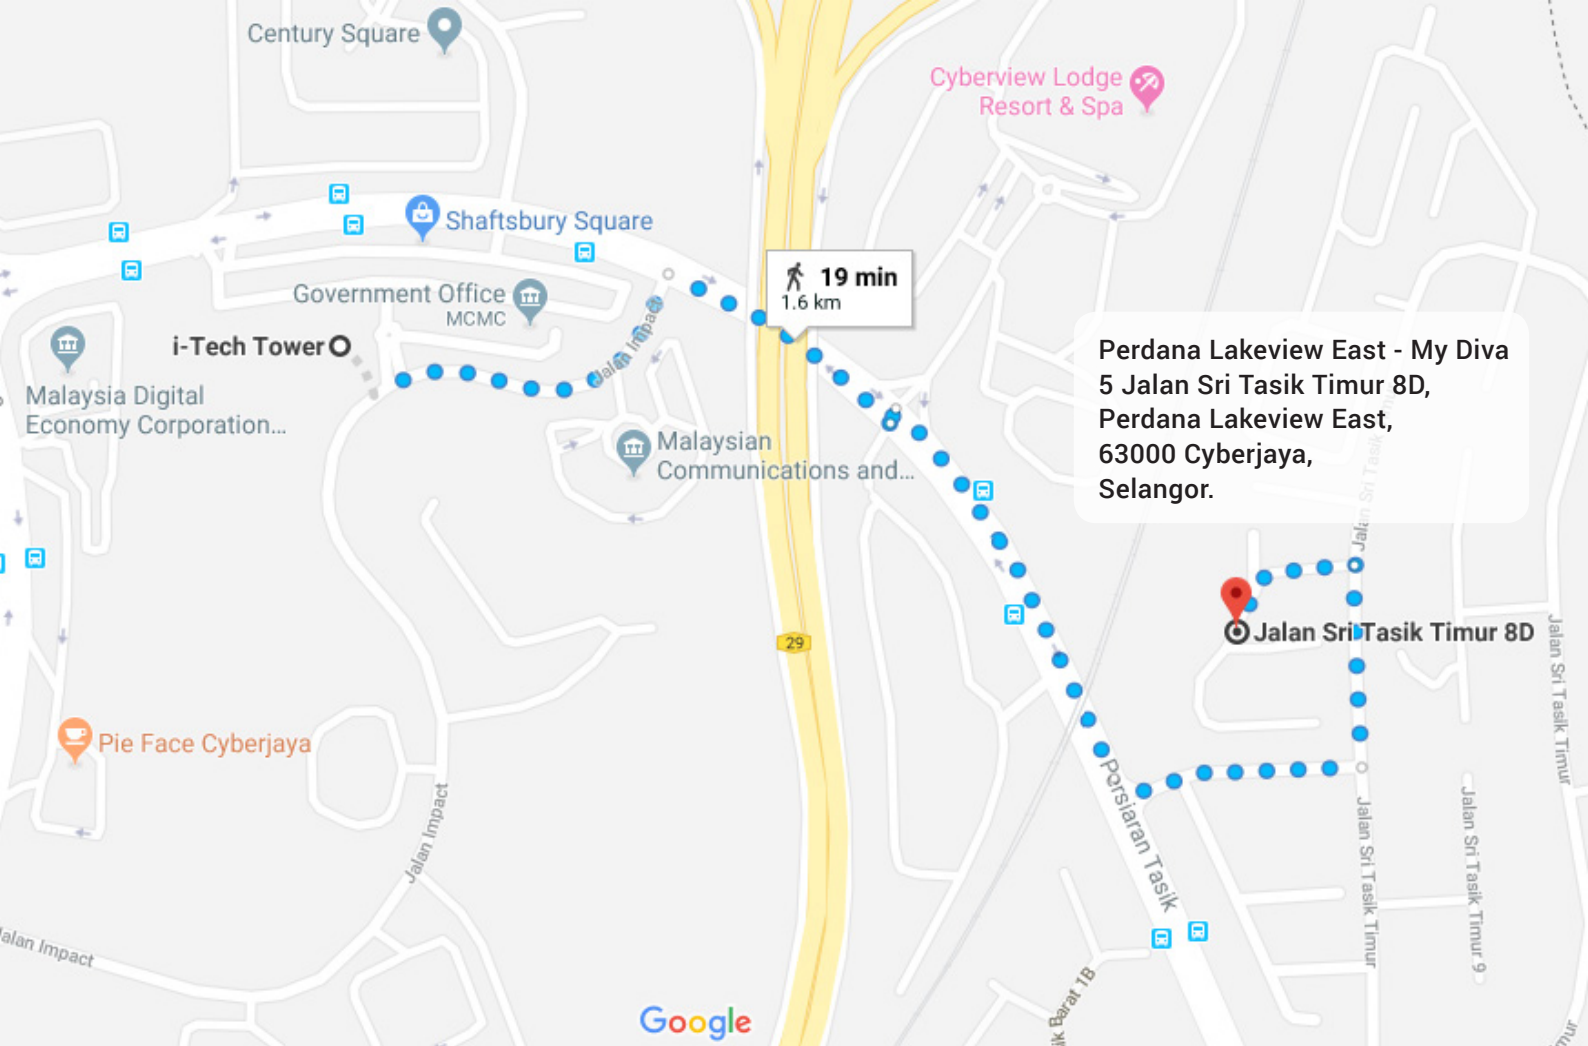 Century Square
Cyberview Lodge
Resort & Spa
Shaftsbury Square
19 min
1.6 km
Government Office
MCMC
Jalan Impact
i-Tech Tower
Perdana Lakeview East - My Diva
5 Jalan Sri Tasik Timur 8D,
Perdana Lakeview East,
63000 Cyberjaya,
Selangor.
Malaysia Digital
Economy Corporation...
Malaysian
Communications and...
Jalan Sri Tasik
Jalan Sri Tasik Timur 8D
29
Jalan Sri Tasik Timur
Pie Face Cyberjaya
Persiaran Tasik
Jalan Impact
Jalan Sri Tasik Timur
Jalan Sri Tasik Timur 9
Jalan Impact
Barat 1B
Google